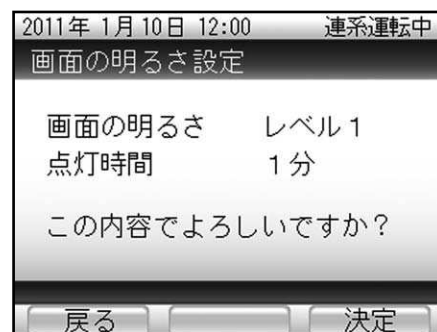 2011年 1月10日 12:00 連系運転中
画面の明るさ設定
画面の明るさ レベル1
点灯時間 1分
この内容でよろしいですか?
戻る 決定